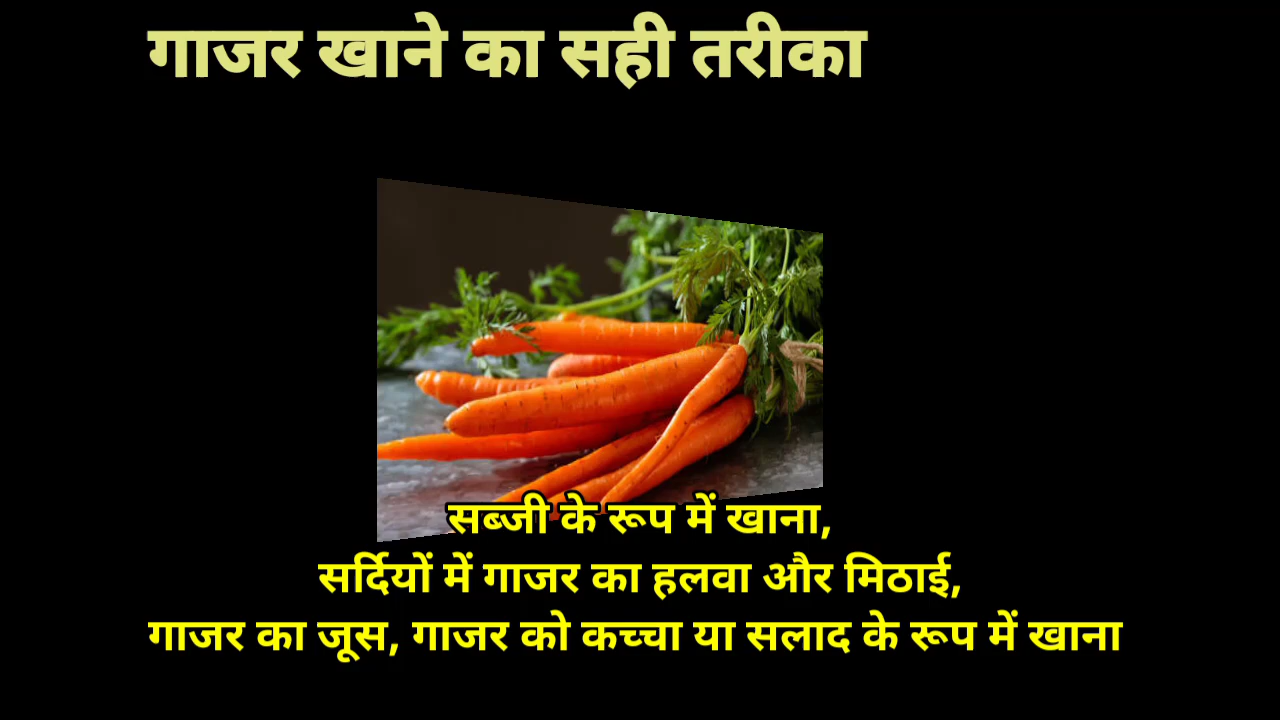 गाजर खाने का सही तरीका
सब्जी के रूप में खाना,
सर्दियों में गाजर का हलवा और मिठाई,
गाजर का जूस, गाजर को कच्चा या सलाद के रूप में खाना